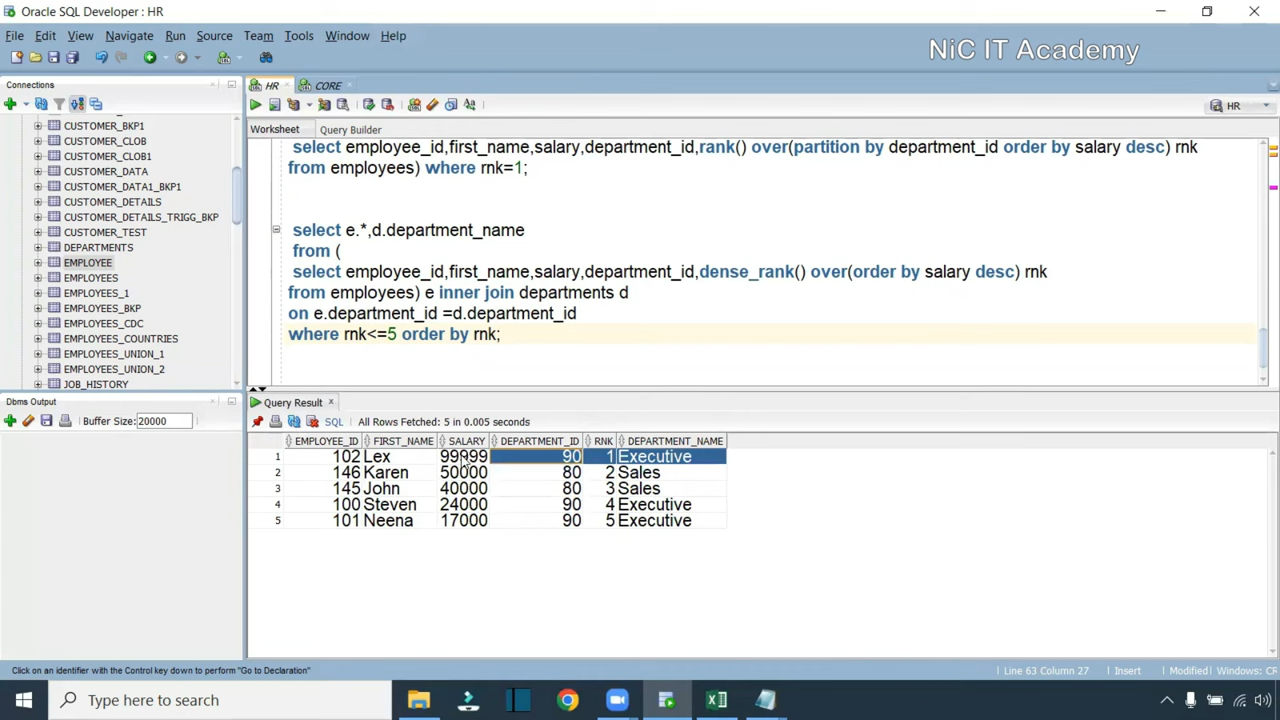 Oracle SQL Developer : HR
File Edit View Navigate Run Source Team Tools Window Help
NiC IT Academy
Connections
HR
CORE
HR
Worksheet Query Builder
CUSTOMER_BKP1
CUSTOMER_CLOB
CUSTOMER_CLOB1
CUSTOMER_DATA
CUSTOMER_DATA1_BKP1
CUSTOMER_DETAILS
CUSTOMER_DETAILS_TRIGG_BKP
CUSTOMER_TEST
DEPARTMENTS
EMPLOYEE
EMPLOYEES
EMPLOYEES_1
EMPLOYEES_BKP
EMPLOYEES_CDC
EMPLOYEES_COUNTRIES
EMPLOYEES_UNION_1
EMPLOYEES_UNION_2
JOB_HISTORY
select employee_id,first_name,salary,department_id,rank() over(partition by department_id order by salary desc) rnk
from employees) where rnk=1;
select e.*,d.department_name
from (
select employee_id,first_name,salary,department_id,dense_rank() over(order by salary desc) rnk
from employees) e inner join departments d
on e.department_id =d.department_id
where rnk<=5 order by rnk;
Dbms Output
Buffer Size: 20000
Query Result
SQL All Rows Fetched: 5 in 0.005 seconds
EMPLOYEE_ID FIRST_NAME SALARY DEPARTMENT_ID RNK DEPARTMENT_NAME
1 102 Lex 99999 90 1 Executive
2 146 Karen 50000 80 2 Sales
3 145 John 40000 80 3 Sales
4 100 Steven 24000 90 4 Executive
5 101 Neena 17000 90 5 Executive
Click on an identifier with the Control key down to perform "Go to Declaration"
Line 63 Column 27 Insert Modified Windows: CR
Type here to search